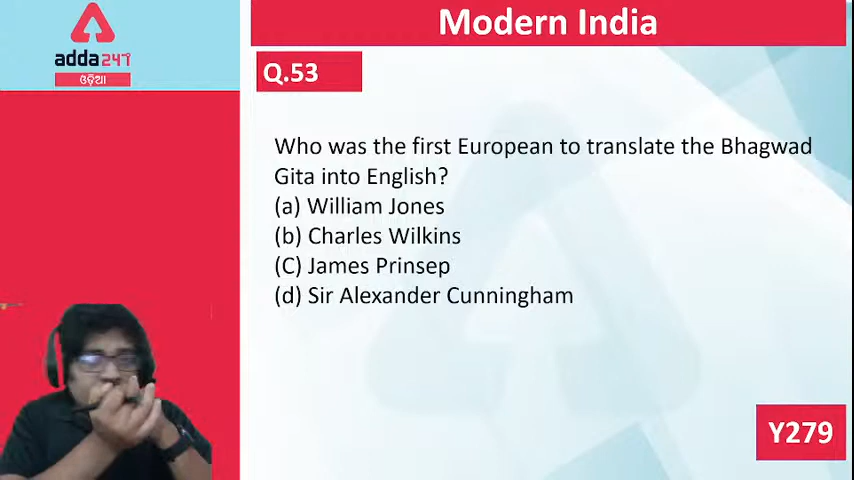 Modern India
adda247
ଓଡ଼ିଆ
Q.53
Who was the first European to translate the Bhagwad
Gita into English?
(a) William Jones
(b) Charles Wilkins
(C) James Prinsep
(d) Sir Alexander Cunningham
Y279